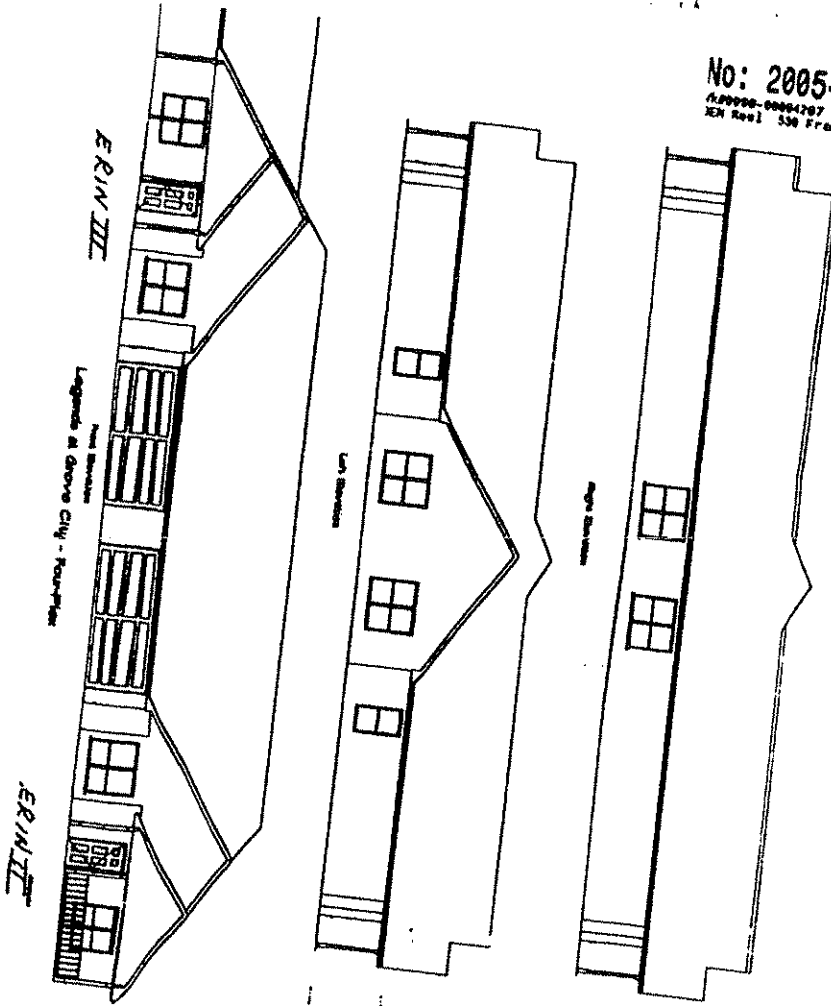 No: 2005-
ERIN III
Front Elevation
Legends at Grove City - Four-Plex
ERIN II
Left Elevation
Right Elevation